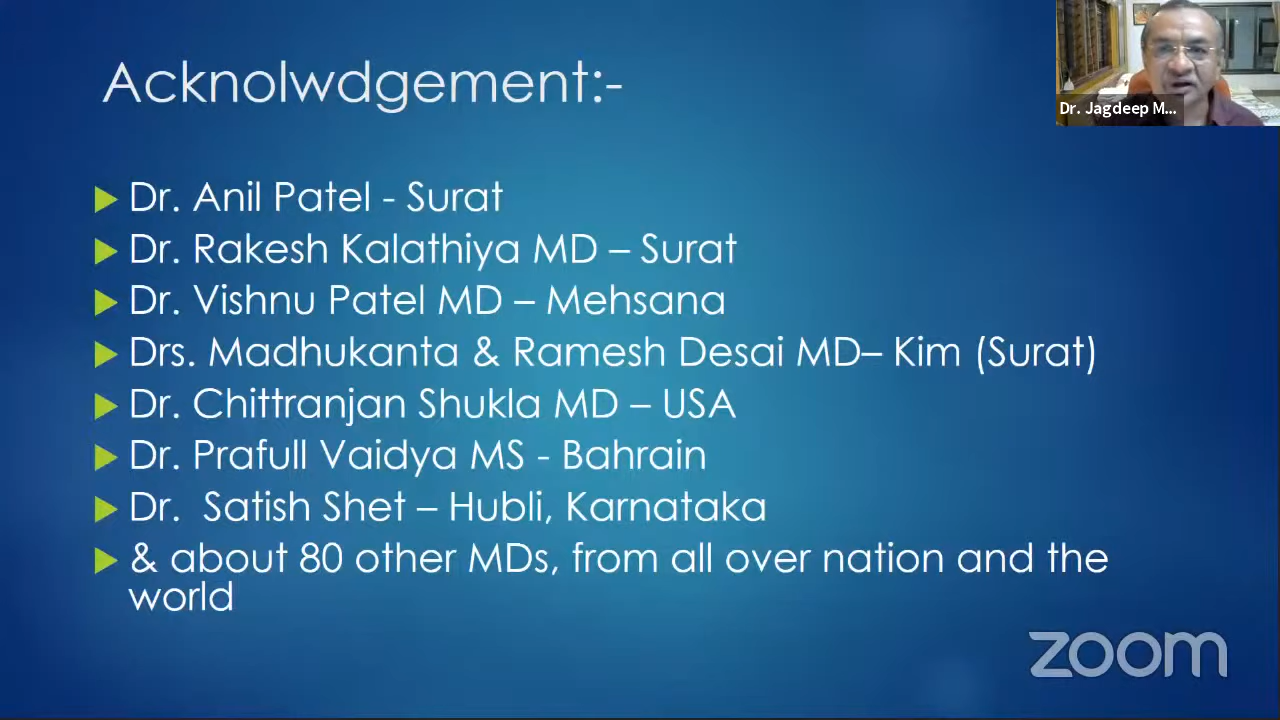 Acknolwdgement:-
Dr. Jagdeep M...
Dr. Anil Patel - Surat
Dr. Rakesh Kalathiya MD – Surat
Dr. Vishnu Patel MD – Mehsana
Drs. Madhukanta & Ramesh Desai MD– Kim (Surat)
Dr. Chittranjan Shukla MD – USA
Dr. Prafull Vaidya MS - Bahrain
Dr.  Satish Shet – Hubli, Karnataka
& about 80 other MDs, from all over nation and the
world
zoom